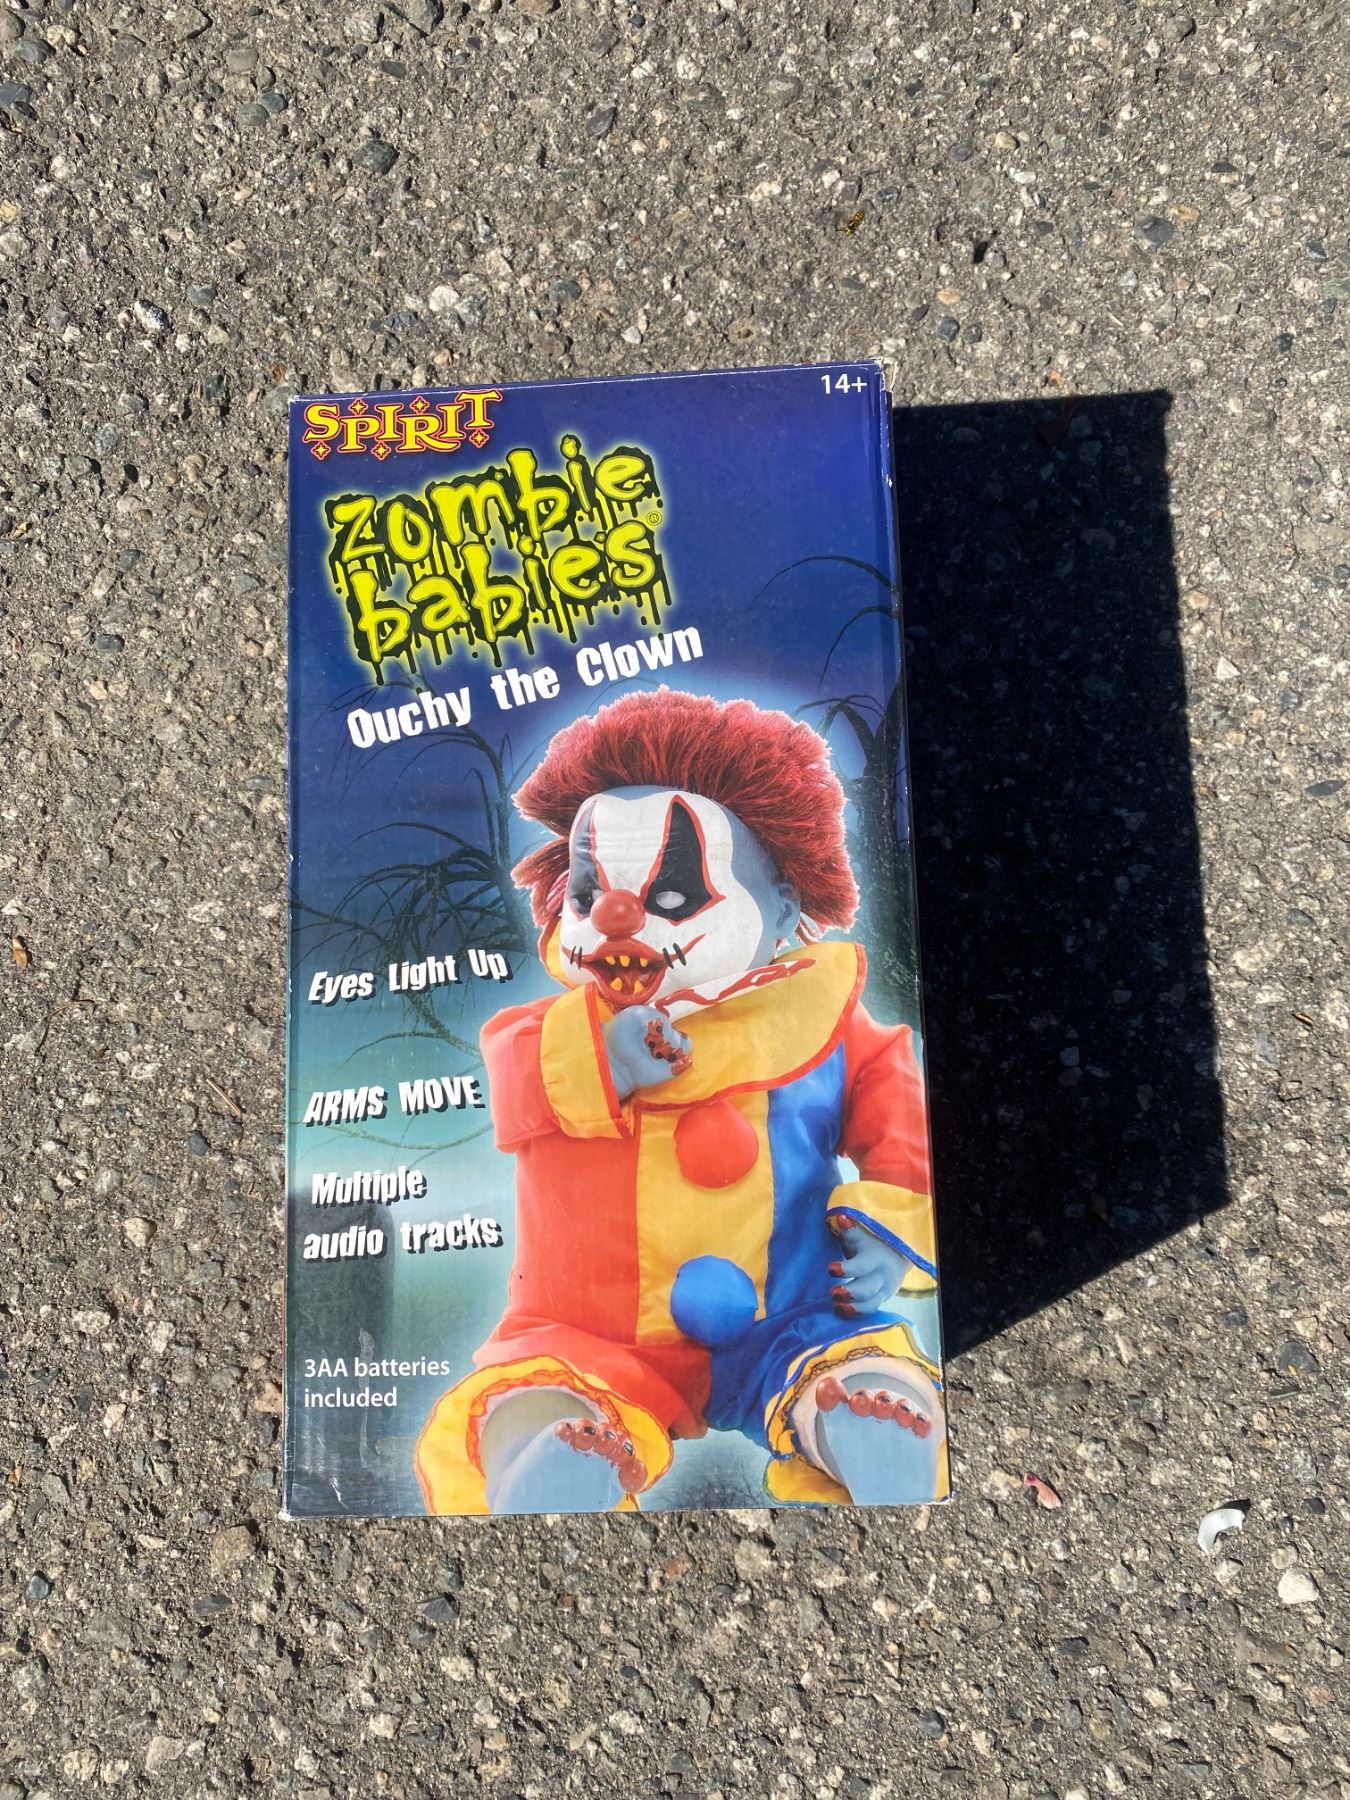 SPIRIT
14+
zombie
babies®
Ouchy the Clown
Eyes Light Up
ARMS MOVE
Multiple
audio tracks
3AA batteries
included